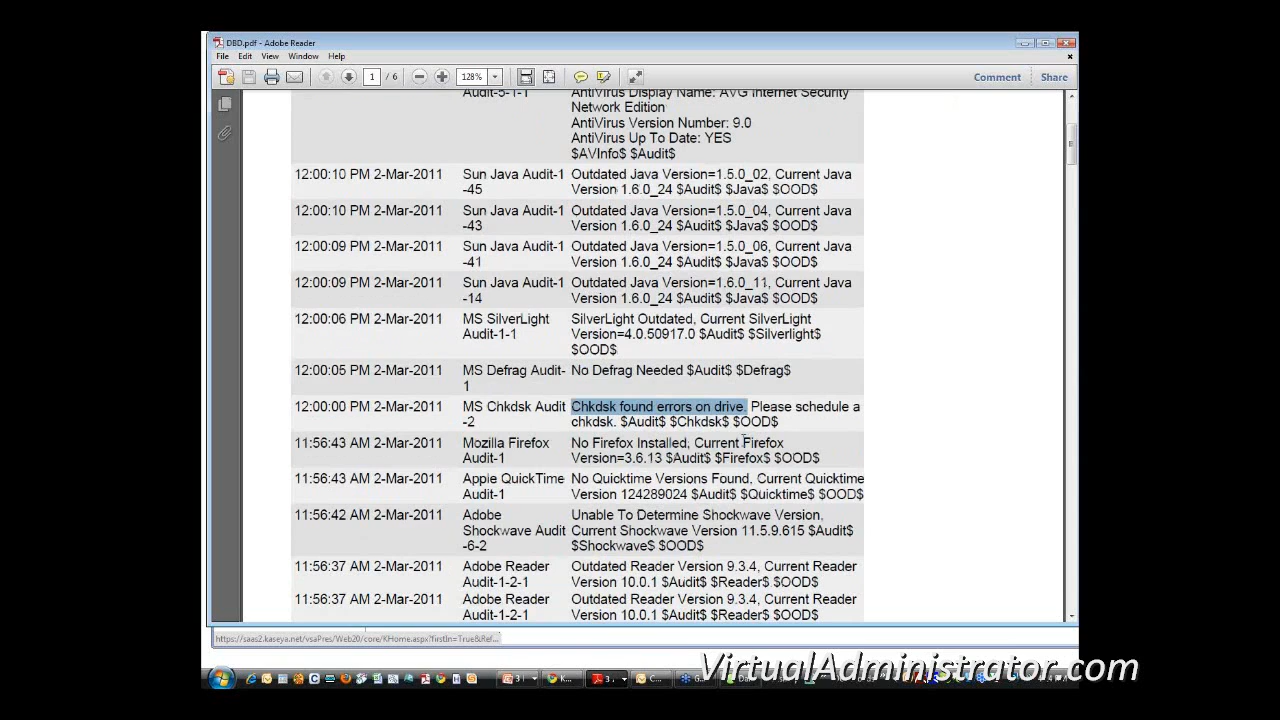 DBD.pdf - Adobe Reader
File Edit View Window Help
1 / 6 128% Comment Share
Audit-5-1-1 AntiVirus Display Name: AVG Internet Security
Network Edition
AntiVirus Version Number: 9.0
AntiVirus Up To Date: YES
$AVInfo$ $Audit$
12:00:10 PM 2-Mar-2011 Sun Java Audit-1 Outdated Java Version=1.5.0_02, Current Java
-45 Version 1.6.0_24 $Audit$ $Java$ $OOD$
12:00:10 PM 2-Mar-2011 Sun Java Audit-1 Outdated Java Version=1.5.0_04, Current Java
-43 Version 1.6.0_24 $Audit$ $Java$ $OOD$
12:00:09 PM 2-Mar-2011 Sun Java Audit-1 Outdated Java Version=1.5.0_06, Current Java
-41 Version 1.6.0_24 $Audit$ $Java$ $OOD$
12:00:09 PM 2-Mar-2011 Sun Java Audit-1 Outdated Java Version=1.6.0_11, Current Java
-14 Version 1.6.0_24 $Audit$ $Java$ $OOD$
12:00:06 PM 2-Mar-2011 MS SilverLight SilverLight Outdated, Current SilverLight
Audit-1-1 Version=4.0.50917.0 $Audit$ $Silverlight$
$OOD$
12:00:05 PM 2-Mar-2011 MS Defrag Audit- No Defrag Needed $Audit$ $Defrag$
1
12:00:00 PM 2-Mar-2011 MS Chkdsk Audit Chkdsk found errors on drive. Please schedule a
-2 chkdsk. $Audit$ $Chkdsk$ $OOD$
11:56:43 AM 2-Mar-2011 Mozilla Firefox No Firefox Installed, Current Firefox
Audit-1 Version=3.6.13 $Audit$ $Firefox$ $OOD$
11:56:43 AM 2-Mar-2011 Apple QuickTime No Quicktime Versions Found, Current Quicktime
Audit-1 Version 124289024 $Audit$ $Quicktime$ $OOD$
11:56:42 AM 2-Mar-2011 Adobe Unable To Determine Shockwave Version,
Shockwave Audit Current Shockwave Version 11.5.9.615 $Audit$
-6-2 $Shockwave$ $OOD$
11:56:37 AM 2-Mar-2011 Adobe Reader Outdated Reader Version 9.3.4, Current Reader
Audit-1-2-1 Version 10.0.1 $Audit$ $Reader$ $OOD$
11:56:37 AM 2-Mar-2011 Adobe Reader Outdated Reader Version 9.3.4, Current Reader
Audit-1-2-1 Version 10.0.1 $Audit$ $Reader$ $OOD$
https://saas2.kaseya.net/vsaPres/Web20/core/KHome.aspx?firstIn=True&Ref...
VirtualAdministrator.com